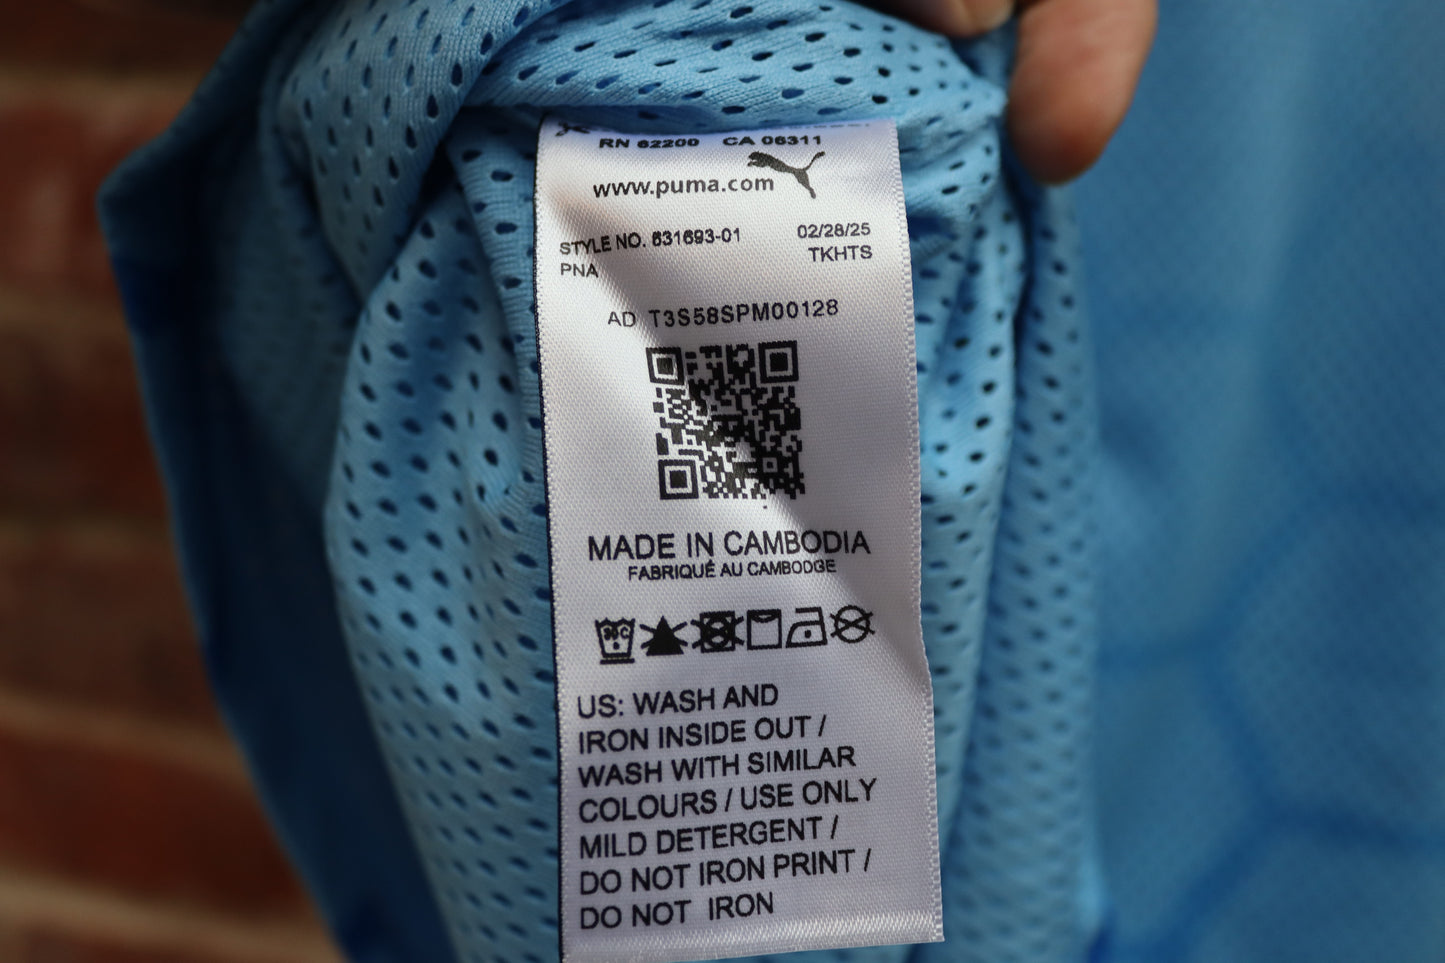 RN 62200 CA 06311
www.puma.com
STYLE NO. 631693-01 02/28/25
PNA TKHTS
AD T3S58SPM00128
MADE IN CAMBODIA
FABRIQUÉ AU CAMBODGE
30°C
US: WASH AND
IRON INSIDE OUT /
WASH WITH SIMILAR
COLOURS / USE ONLY
MILD DETERGENT /
DO NOT IRON PRINT /
DO NOT IRON